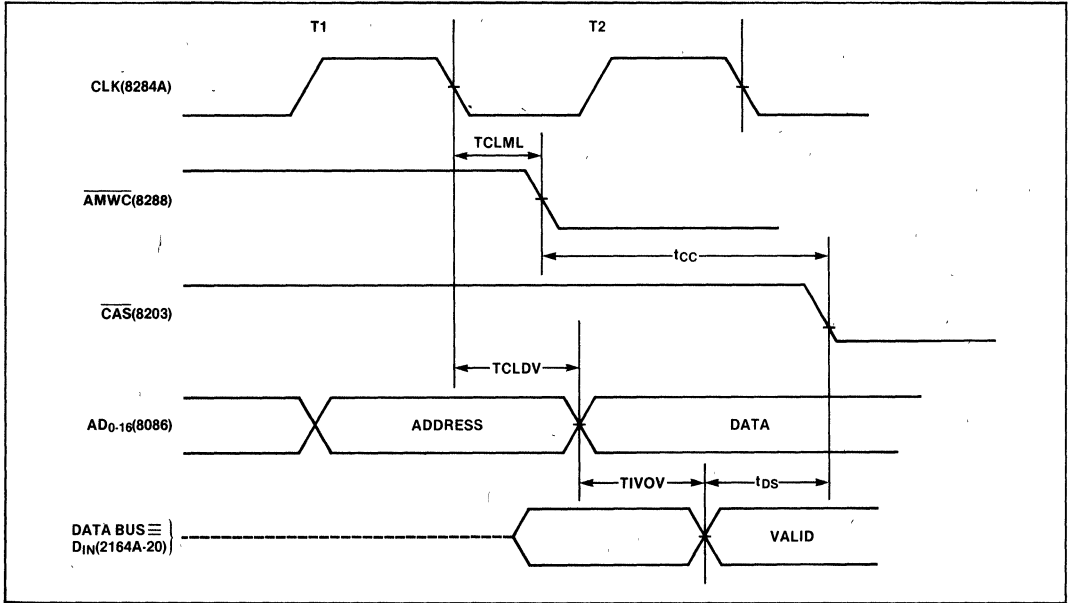 T1 T2
CLK(8284A)
TCLML
AMWC(8288)
tCC
CAS(8203)
TCLDV
AD0-16(8086) ADDRESS DATA
TIVOV tDS
DATA BUS ≡
DIN(2164A-20) VALID